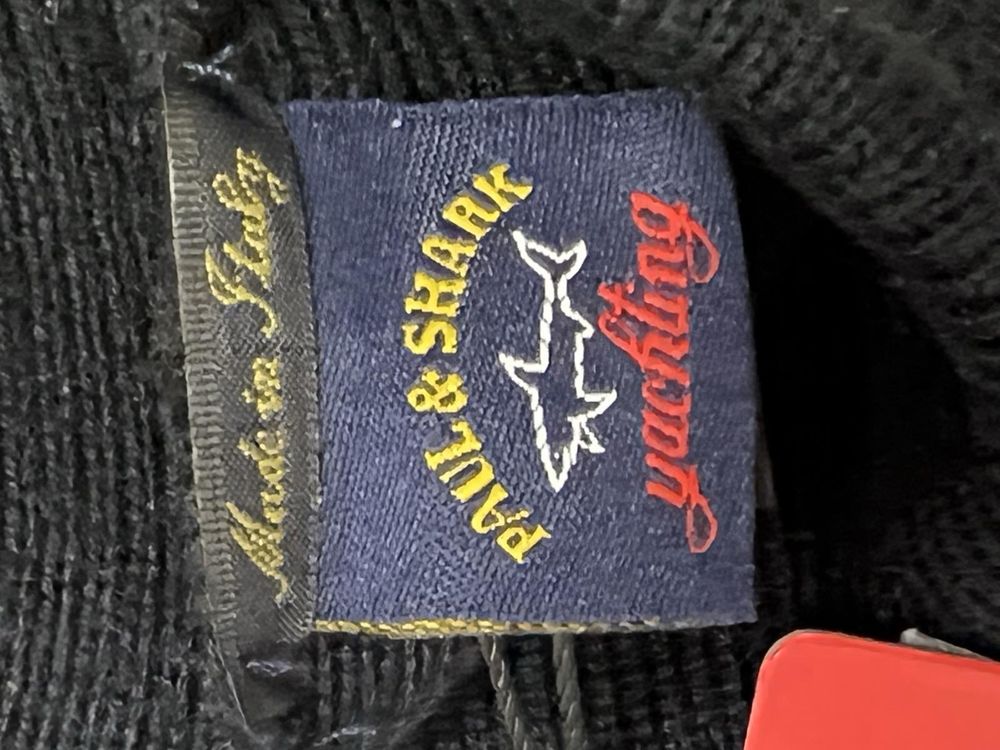 Made in Italy
PAUL & SHARK
yachting